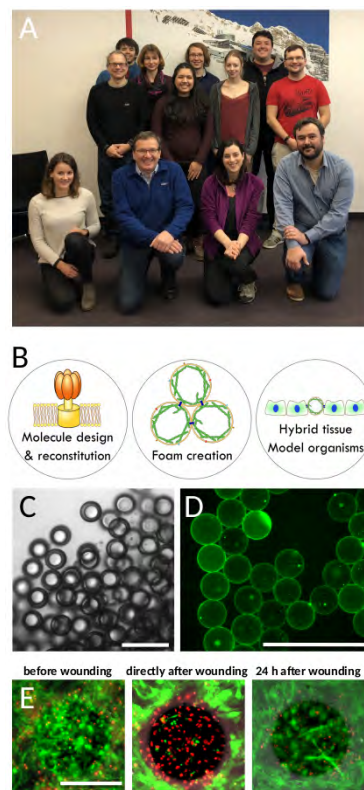 A
B
Molecule design
& reconstitution
Foam creation
Hybrid tissue
Model organisms
C
D
before wounding
directly after wounding
24 h after wounding
E